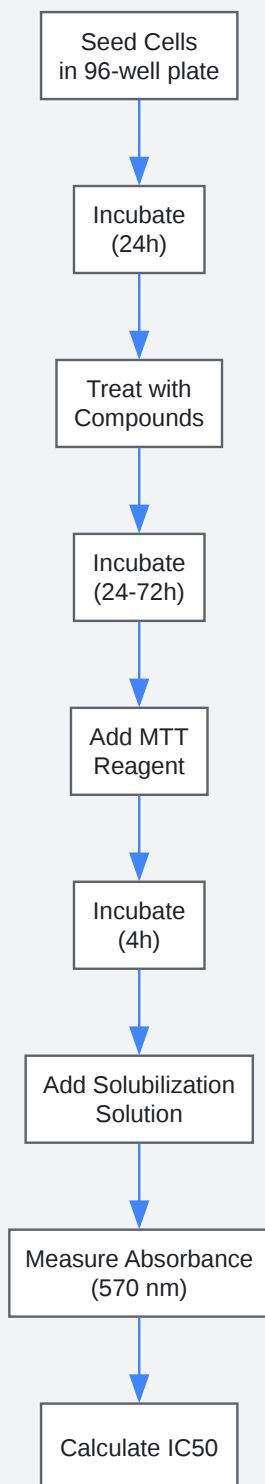 Seed Cells
in 96-well plate
Incubate
(24h)
Treat with
Compounds
Incubate
(24-72h)
Add MTT
Reagent
Incubate
(4h)
Add Solubilization
Solution
Measure Absorbance
(570 nm)
Calculate IC50